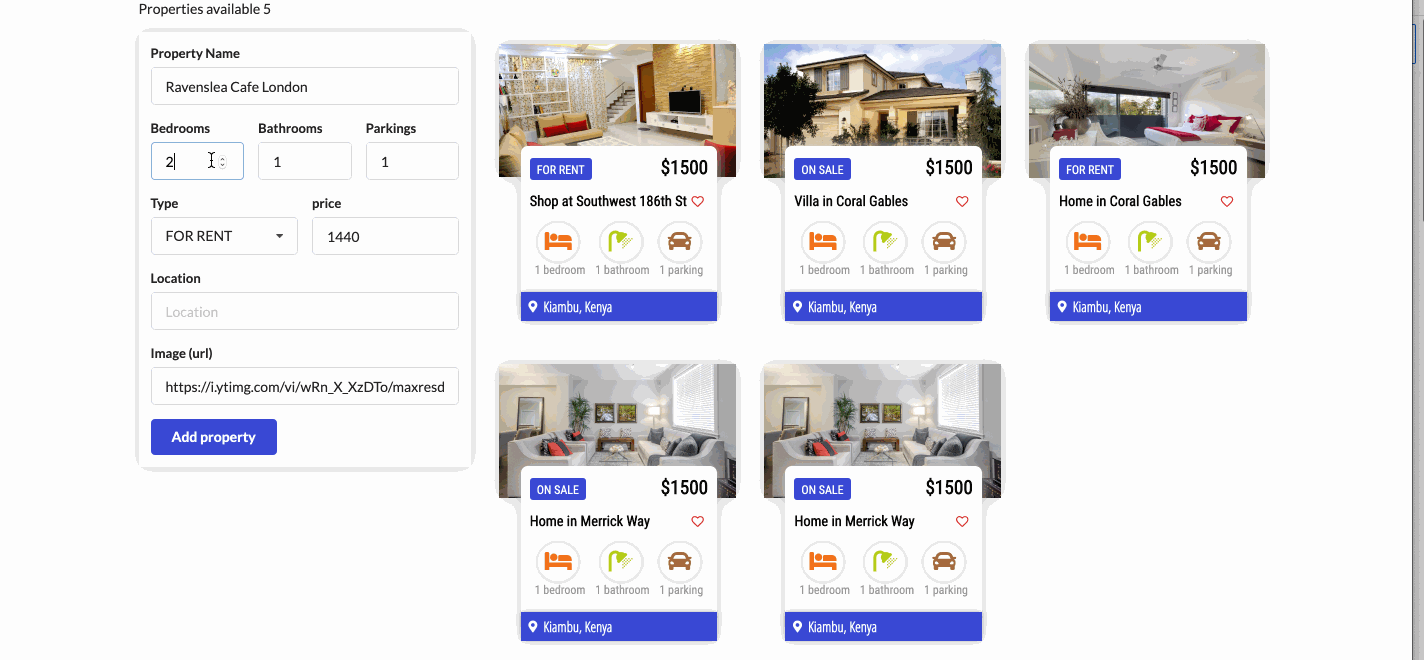 Properties available 5
Property Name
Ravenslea Cafe London
Bedrooms Bathrooms Parkings
2 1 1
Type price
FOR RENT 1440
Location
Location
Image (url)
https://i.ytimg.com/vi/wRn_X_XzDTo/maxresd
Add property
FOR RENT $1500
Shop at Southwest 186th St
1 bedroom 1 bathroom 1 parking
Kiambu, Kenya
ON SALE $1500
Villa in Coral Gables
1 bedroom 1 bathroom 1 parking
Kiambu, Kenya
FOR RENT $1500
Home in Coral Gables
1 bedroom 1 bathroom 1 parking
Kiambu, Kenya
ON SALE $1500
Home in Merrick Way
1 bedroom 1 bathroom 1 parking
Kiambu, Kenya
ON SALE $1500
Home in Merrick Way
1 bedroom 1 bathroom 1 parking
Kiambu, Kenya